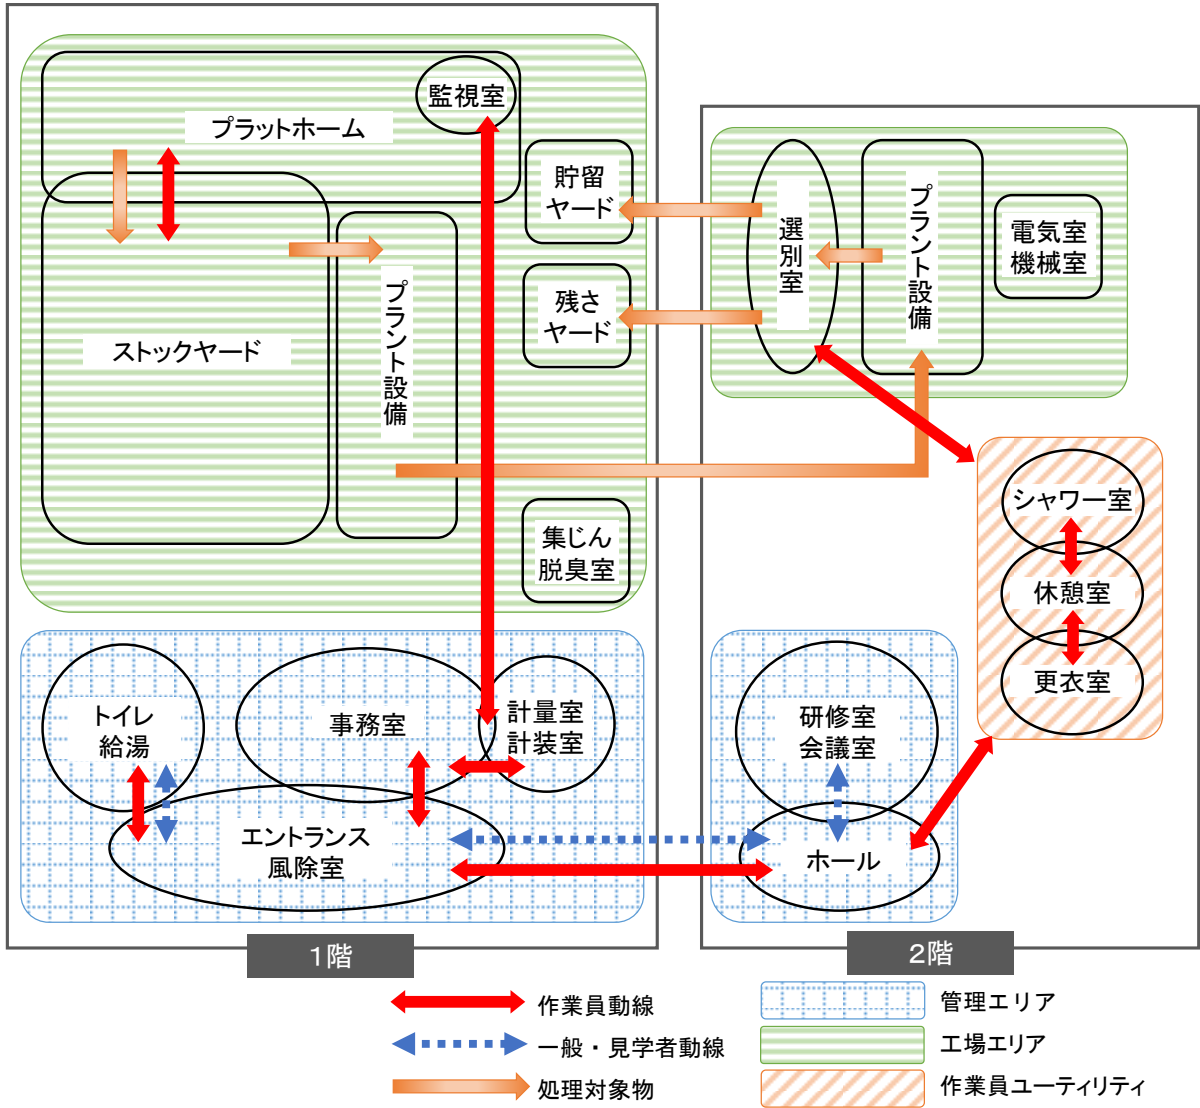 監視室
プラットホーム
貯留
ヤード
残さ
ヤード
ストックヤード
プラント設備
集じん
脱臭室
選別室
プラント設備
電気室
機械室
シャワー室
休憩室
更衣室
トイレ
給湯
事務室
計量室
計装室
エントランス
風除室
研修室
会議室
ホール
１階
２階
作業員動線
一般・見学者動線
処理対象物
管理エリア
工場エリア
作業員ユーティリティ